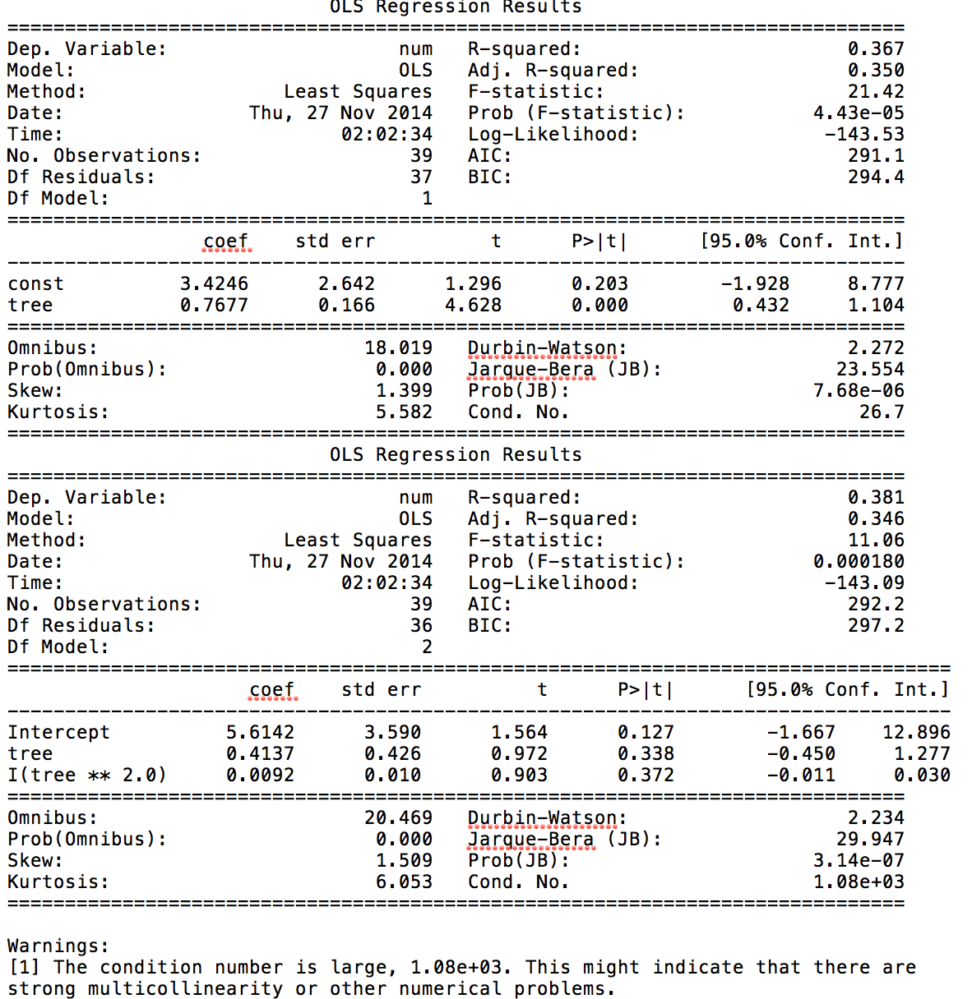 OLS Regression Results
==============================================================================
Dep. Variable:                    num   R-squared:                       0.367
Model:                            OLS   Adj. R-squared:                  0.350
Method:                 Least Squares   F-statistic:                     21.42
Date:                Thu, 27 Nov 2014   Prob (F-statistic):           4.43e-05
Time:                        02:02:34   Log-Likelihood:                -143.53
No. Observations:                  39   AIC:                             291.1
Df Residuals:                      37   BIC:                             294.4
Df Model:                           1
==============================================================================
                 coef    std err          t      P>|t|      [95.0% Conf. Int.]
------------------------------------------------------------------------------
const          3.4246      2.642      1.296      0.203        -1.928     8.777
tree           0.7677      0.166      4.628      0.000         0.432     1.104
==============================================================================
Omnibus:                       18.019   Durbin-Watson:                   2.272
Prob(Omnibus):                  0.000   Jarque-Bera (JB):               23.554
Skew:                           1.399   Prob(JB):                     7.68e-06
Kurtosis:                       5.582   Cond. No.                         26.7
==============================================================================
                            OLS Regression Results
==============================================================================
Dep. Variable:                    num   R-squared:                       0.381
Model:                            OLS   Adj. R-squared:                  0.346
Method:                 Least Squares   F-statistic:                     11.06
Date:                Thu, 27 Nov 2014   Prob (F-statistic):           0.000180
Time:                        02:02:34   Log-Likelihood:                -143.09
No. Observations:                  39   AIC:                             292.2
Df Residuals:                      36   BIC:                             297.2
Df Model:                           2
==================================================================================
                     coef    std err          t      P>|t|      [95.0% Conf. Int.]
----------------------------------------------------------------------------------
Intercept          5.6142      3.590      1.564      0.127        -1.667    12.896
tree               0.4137      0.426      0.972      0.338        -0.450     1.277
I(tree ** 2.0)     0.0092      0.010      0.903      0.372        -0.011     0.030
==============================================================================
Omnibus:                       20.469   Durbin-Watson:                   2.234
Prob(Omnibus):                  0.000   Jarque-Bera (JB):               29.947
Skew:                           1.509   Prob(JB):                     3.14e-07
Kurtosis:                       6.053   Cond. No.                     1.08e+03
==============================================================================
Warnings:
[1] The condition number is large, 1.08e+03. This might indicate that there are
strong multicollinearity or other numerical problems.